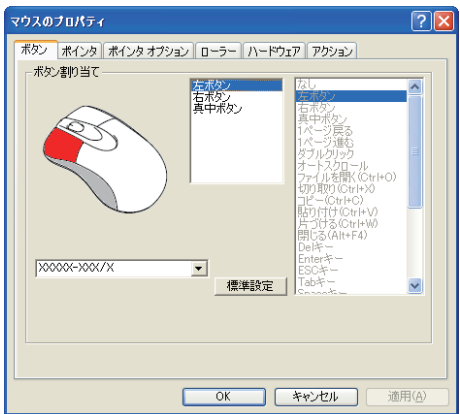 マウスのプロパティ
ボタン ポインタ ポインタ オプション ローラー ハードウェア アクション
ボタン割り当て
左ボタン
右ボタン
真中ボタン
なし
左ボタン
右ボタン
真中ボタン
1ページ戻る
1ページ進む
ダブルクリック
オートスクロール
ファイルを開く(Ctrl+O)
切り取り(Ctrl+X)
コピー(Ctrl+C)
貼り付け(Ctrl+V)
片づける(Ctrl+W)
閉じる(Alt+F4)
Delキー
Enterキー
ESCキー
Tabキー
XXXXX-XXX/X
標準設定
OK キャンセル 適用(A)